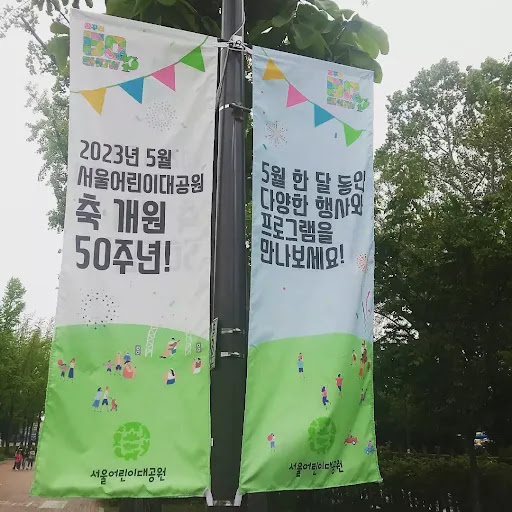 2023년 5월
서울어린이대공원
축 개원
50주년!
서울어린이대공원
5월 한 달 동안
다양한 행사와
프로그램을
만나보세요!
서울어린이대공원